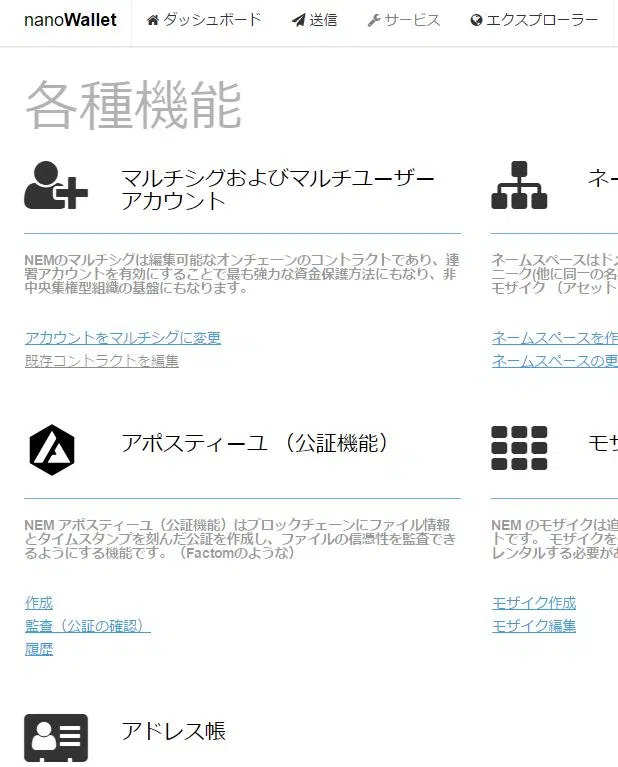 nanoWallet ダッシュボード 送信 サービス エクスプローラー
各種機能
マルチシグおよびマルチユーザー
アカウント
NEMのマルチシグは編集可能なオンチェーンのコントラクトであり、連
署アカウントを有効にすることで最も強力な資金保護方法にもなり、非
中央集権型組織の基盤にもなります。
アカウントをマルチシグに変更
既存コントラクトを編集
ネー
ネームスペースはドメ
ニーク(他に同一の名
モザイク （アセット
ネームスペースを作
ネームスペースの更
アポスティーユ （公証機能）
NEM アポスティーユ（公証機能）はブロックチェーンにファイル情報
とタイムスタンプを刻んだ公証を作成し、ファイルの信憑性を監査でき
るようにする機能です。（Factomのような）
作成
監査（公証の確認）
履歴
モザ
NEM のモザイクは追
トです。 モザイクを
レンタルする必要があ
モザイク作成
モザイク編集
アドレス帳